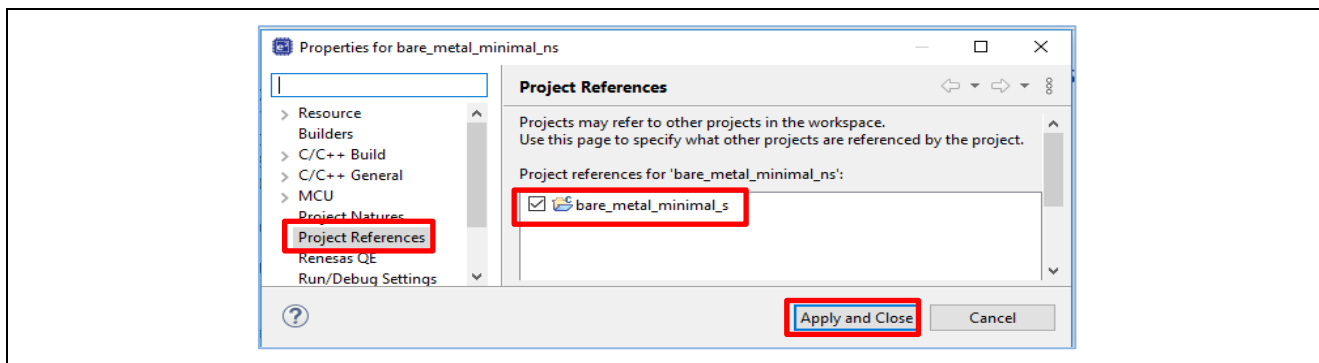 Properties for bare_metal_minimal_ns
Project References
Resource
Builders
C/C++ Build
C/C++ General
MCU
Project Natures
Project References
Renesas QE
Run/Debug Settings
Projects may refer to other projects in the workspace.
Use this page to specify what other projects are referenced by the project.
Project references for 'bare_metal_minimal_ns':
bare_metal_minimal_s
Apply and Close
Cancel